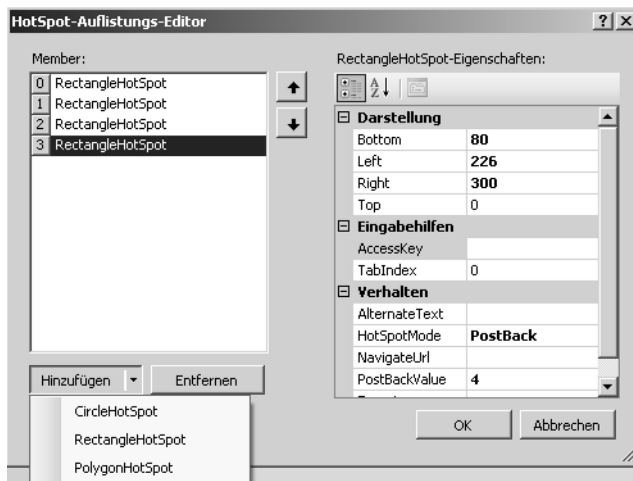 HotSpot-Auflistungs-Editor
Member:
0 RectangleHotSpot
1 RectangleHotSpot
2 RectangleHotSpot
3 RectangleHotSpot
Hinzufügen
Entfernen
CircleHotSpot
RectangleHotSpot
PolygonHotSpot
RectangleHotSpot-Eigenschaften:
Darstellung
Bottom 80
Left 226
Right 300
Top 0
Eingabehilfen
AccessKey
TabIndex 0
Verhalten
AlternateText
HotSpotMode PostBack
NavigateUrl
PostBackValue 4
OK
Abbrechen